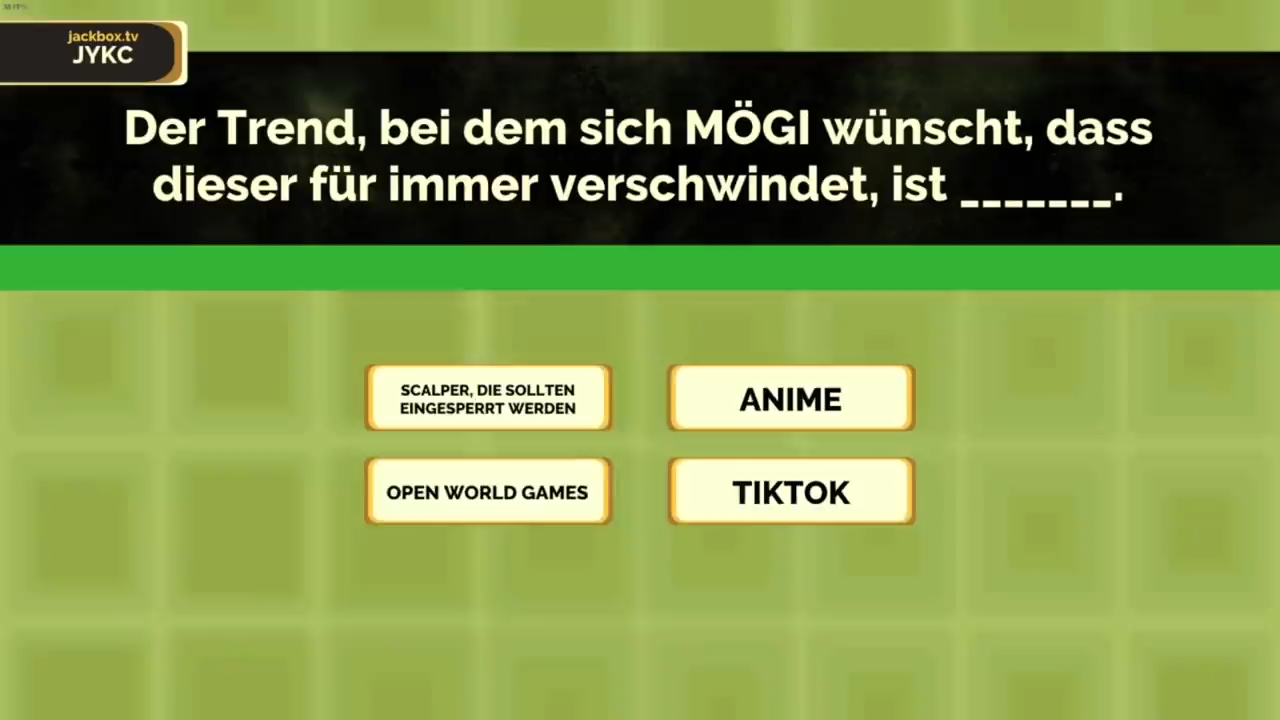 jackbox.tv
JYKC
Der Trend, bei dem sich MÖGI wünscht, dass
dieser für immer verschwindet, ist _______.
SCALPER, DIE SOLLTEN
EINGESPERRT WERDEN
ANIME
OPEN WORLD GAMES
TIKTOK